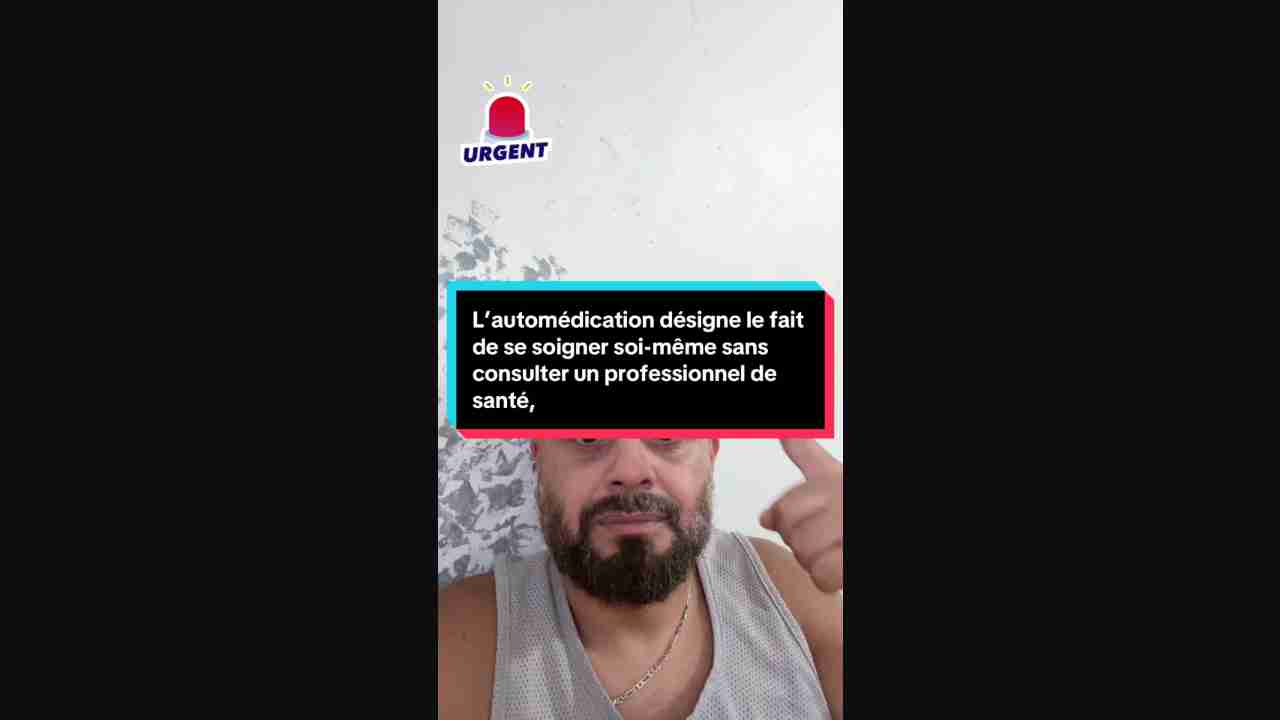 URGENT
L’automédication désigne le fait
de se soigner soi-même sans
consulter un professionnel de
santé,